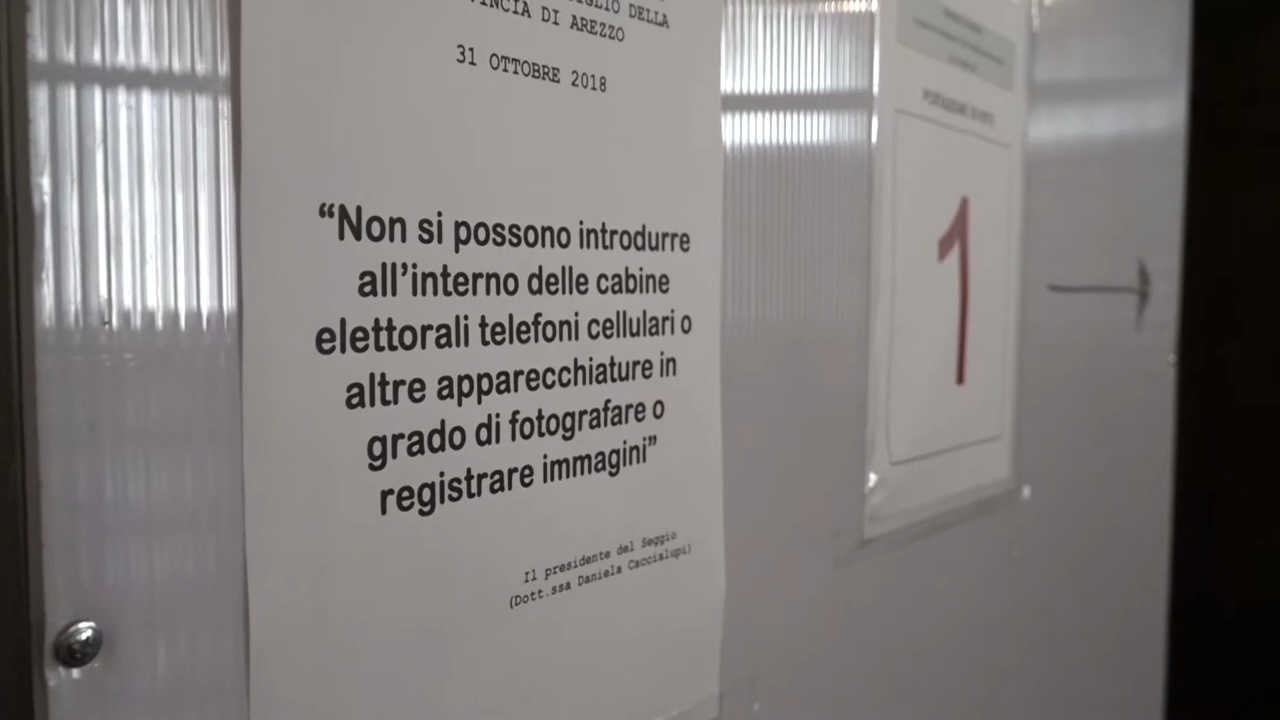 DELLA
DI AREZZO
31 OTTOBRE 2018
“Non si possono introdurre
all’interno delle cabine
elettorali telefoni cellulari o
altre apparecchiature in
grado di fotografare o
registrare immagini”
Il presidente del Seggio
(Dott.ssa Daniela Caccialupi)
1